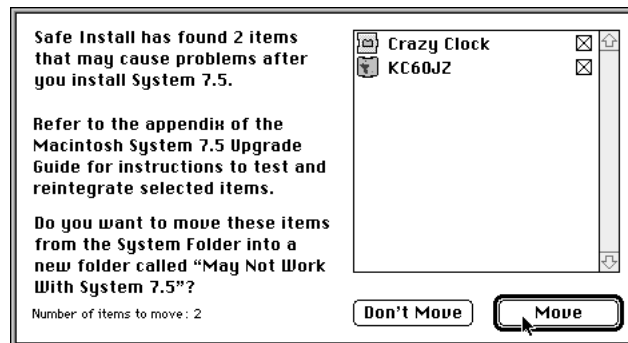 Safe Install has found 2 items
that may cause problems after
you install System 7.5.
Refer to the appendix of the
Macintosh System 7.5 Upgrade
Guide for instructions to test and
reintegrate selected items.
Do you want to move these items
from the System Folder into a
new folder called “May Not Work
With System 7.5”?
Number of items to move: 2
Crazy Clock
KC60JZ
Don't Move
Move